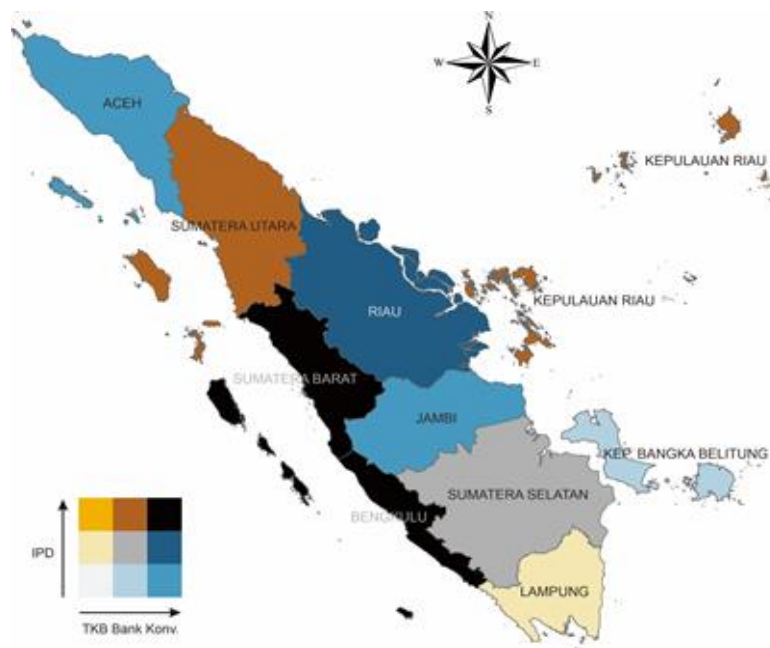 N
W E
S
ACEH
KEPULAUAN RIAU
SUMATERA UTARA
KEPULAUAN RIAU
RIAU
SUMATERA BARAT
JAMBI
KEP. BANGKA BELITUNG
SUMATERA SELATAN
BENGKULU
IPD
LAMPUNG
TKB Bank Konv.